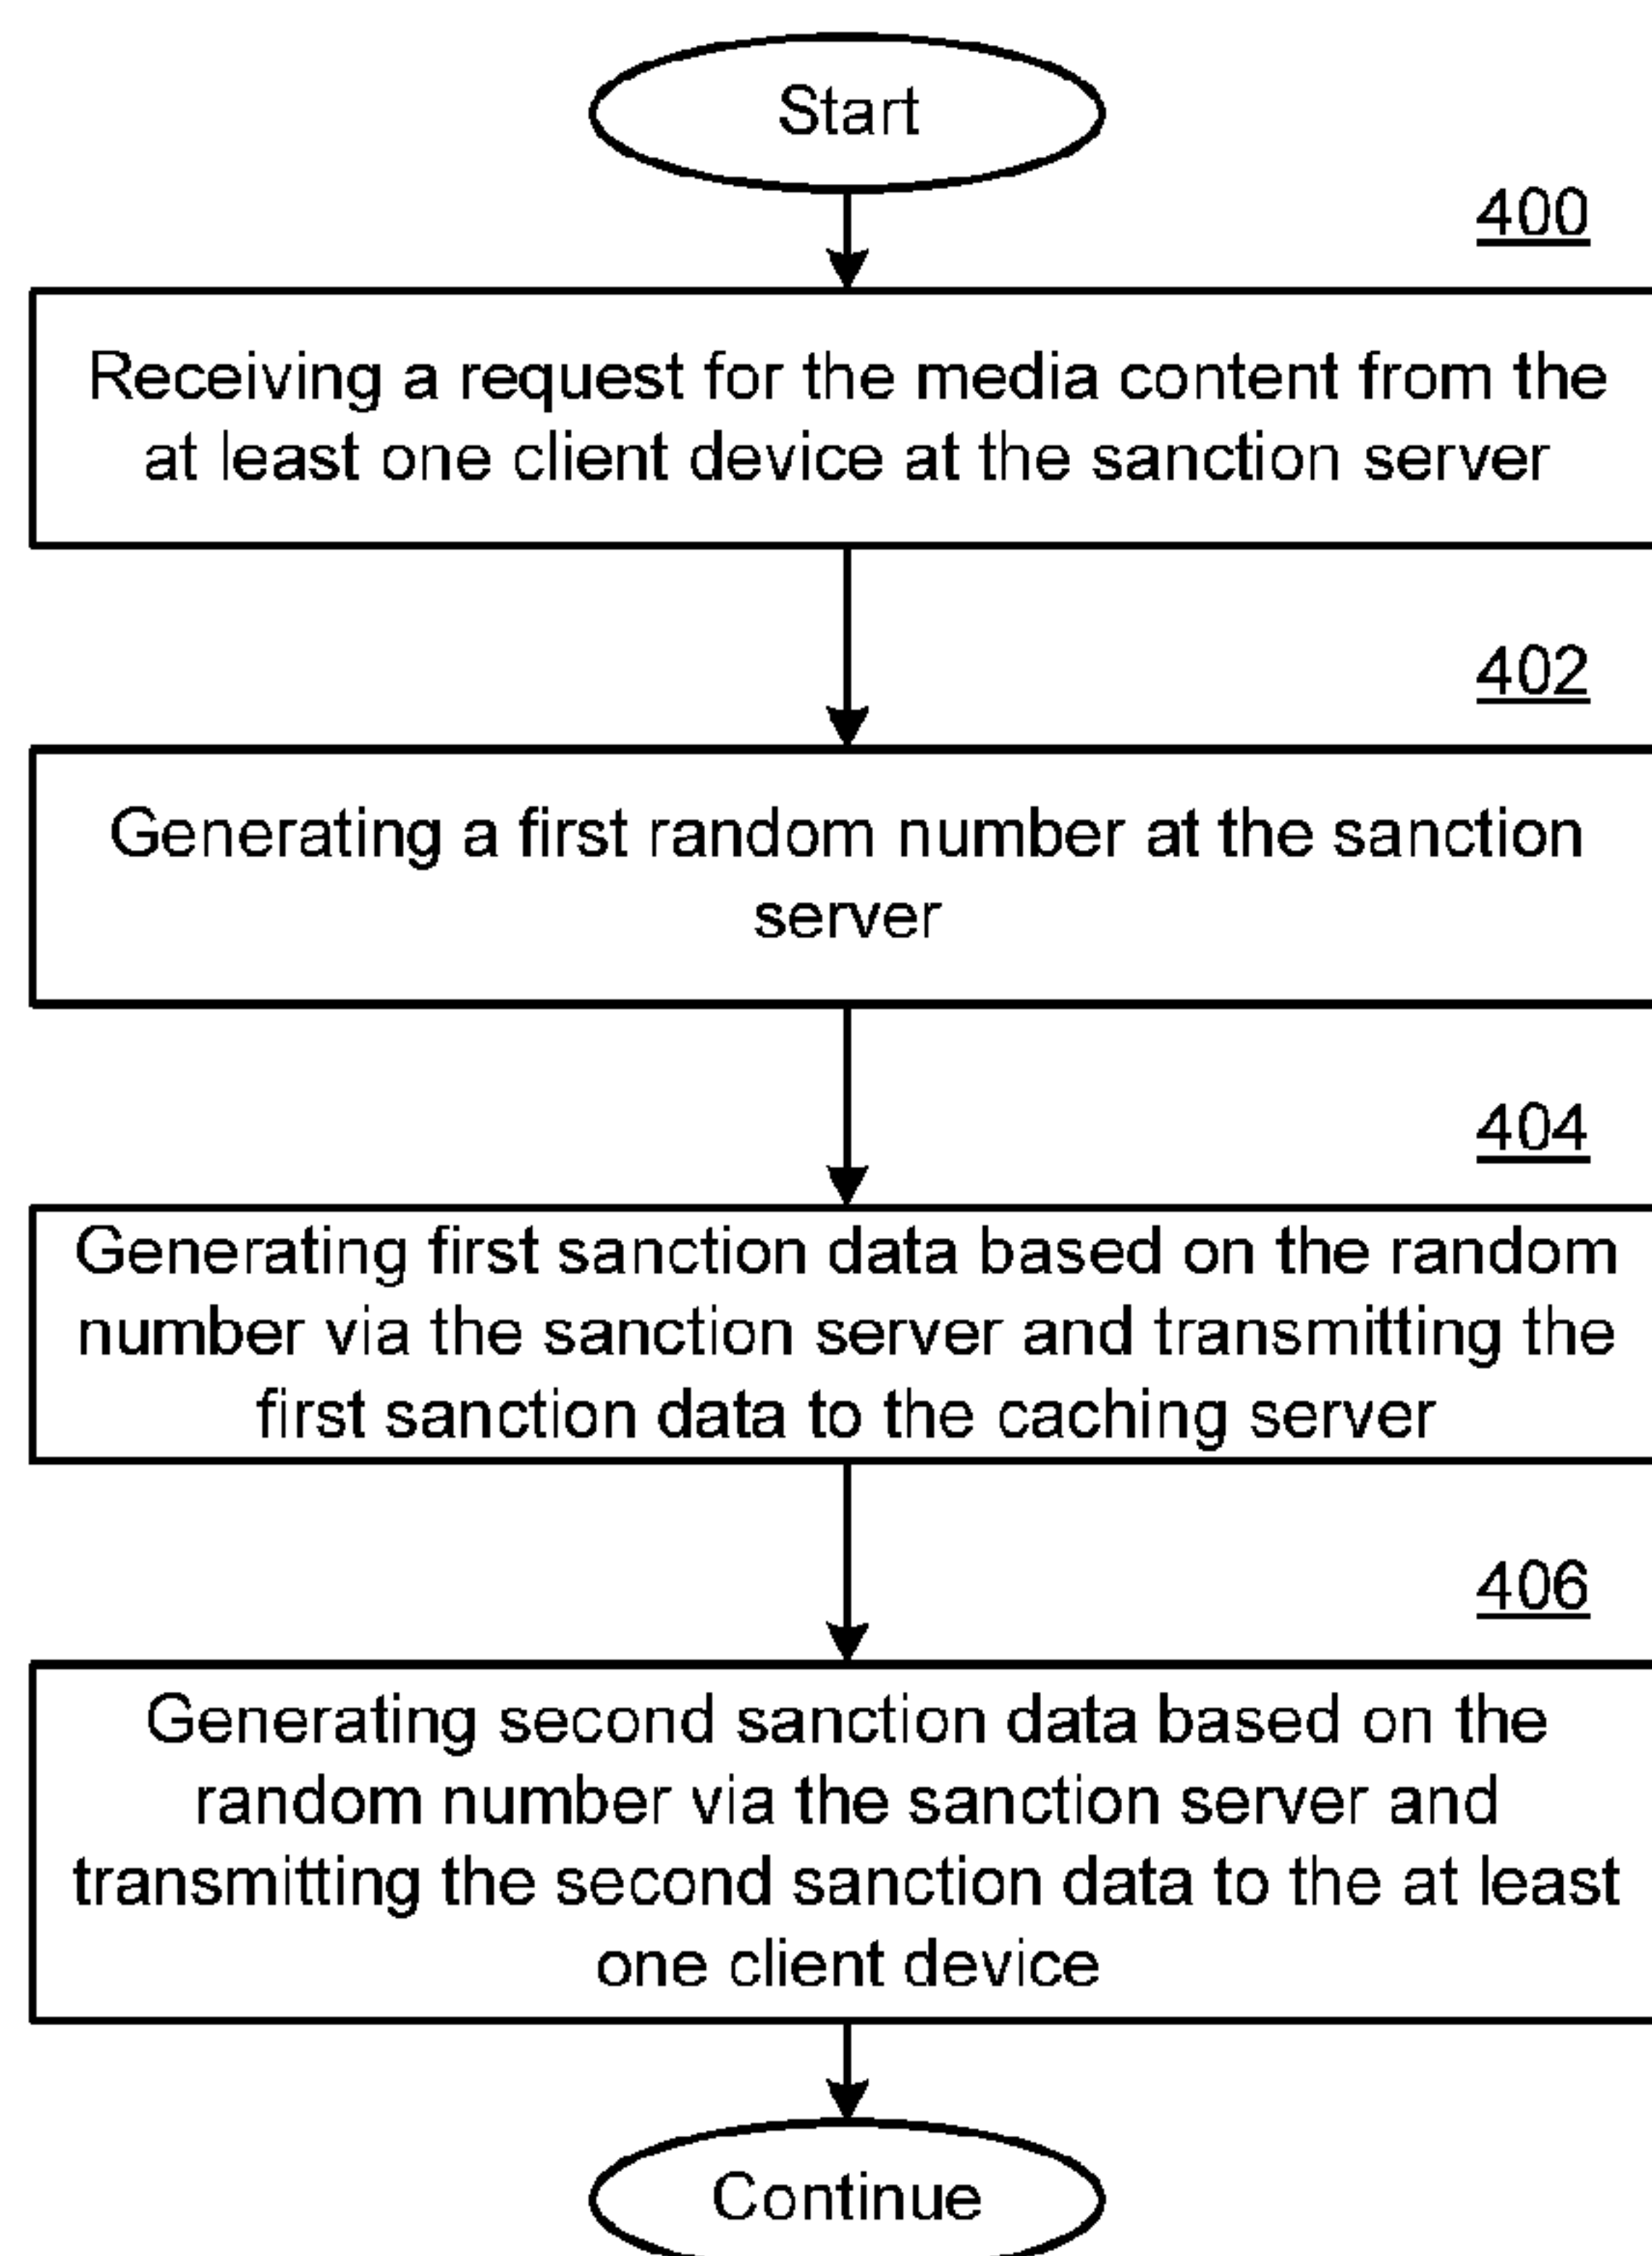 Start
400
Receiving a request for the media content from the
at least one client device at the sanction server
402
Generating a first random number at the sanction
server
404
Generating first sanction data based on the random
number via the sanction server and transmitting the
first sanction data to the caching server
406
Generating second sanction data based on the
random number via the sanction server and
transmitting the second sanction data to the at least
one client device
Continue